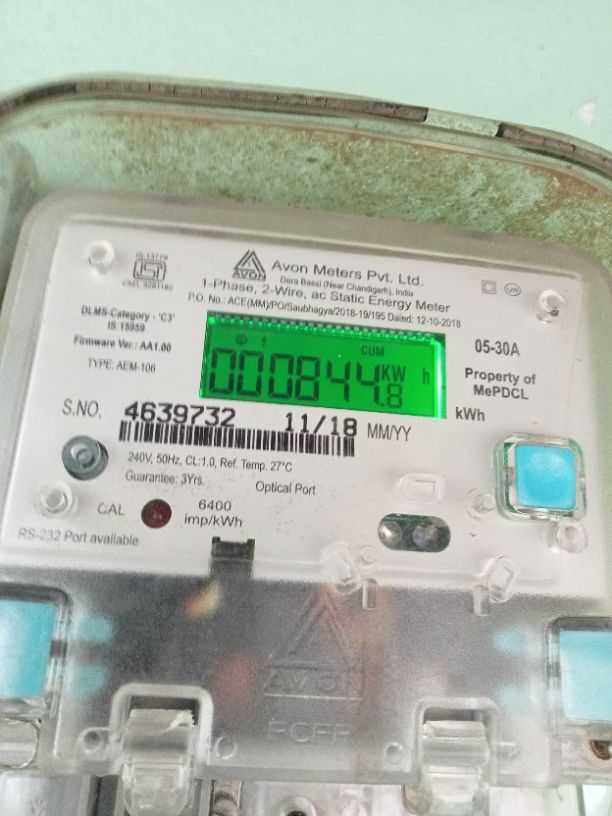 IS 13779
CM/L-9281180
AVON
Avon Meters Pvt. Ltd.
Dera Bassi (Near Chandigarh), India
1-Phase, 2-Wire, ac Static Energy Meter
P.O. No.: ACE(MM)/PO/Saubhagya/2018-19/195 Dated: 12-10-2018
DLMS-Category - 'C3'
IS:15959
Firmware Ver.: AA1.00
TYPE: AEM-106
CUM
000844.8 KW h
05-30A
Property of
MePDCL
kWh
S.NO. 4639732 11/18 MM/YY
240V, 50Hz, CL:1.0, Ref. Temp. 27°C
Guarantee: 3Yrs.
Optical Port
CAL
6400
imp/kWh
RS-232 Port available
AVON